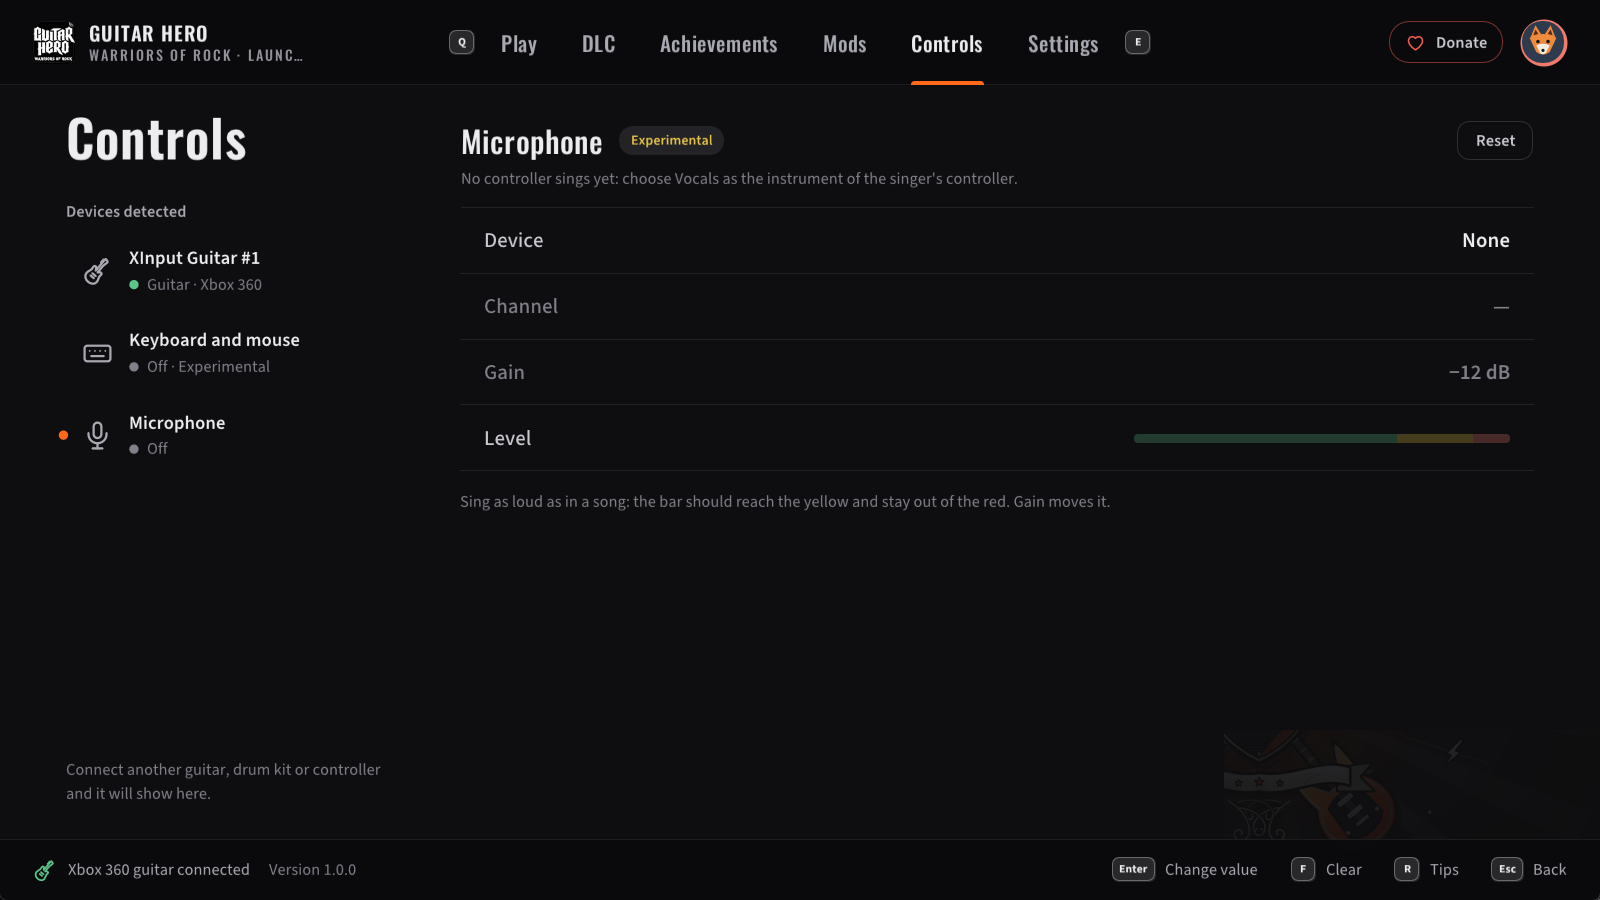 GUITAR HERO
WARRIORS OF ROCK
GUITAR HERO
WARRIORS OF ROCK · LAUNC...
Q
Play
DLC
Achievements
Mods
Controls
Settings
E
Donate
Controls
Devices detected
XInput Guitar #1
Guitar · Xbox 360
Keyboard and mouse
Off · Experimental
Microphone
Off
Connect another guitar, drum kit or controller
and it will show here.
Microphone
Experimental
Reset
No controller sings yet: choose Vocals as the instrument of the singer's controller.
Device
None
Channel
—
Gain
−12 dB
Level
Sing as loud as in a song: the bar should reach the yellow and stay out of the red. Gain moves it.
Xbox 360 guitar connected
Version 1.0.0
Enter
Change value
F
Clear
R
Tips
Esc
Back